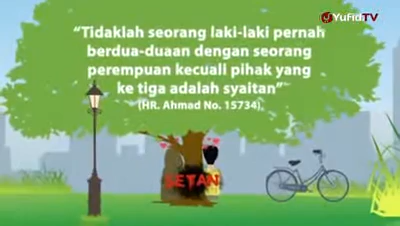 YUFIDTV
“Tidaklah seorang laki-laki pernah
berdua-duaan dengan seorang
perempuan kecuali pihak yang
ke tiga adalah syaitan”
(HR. Ahmad No. 15734).
SETAN